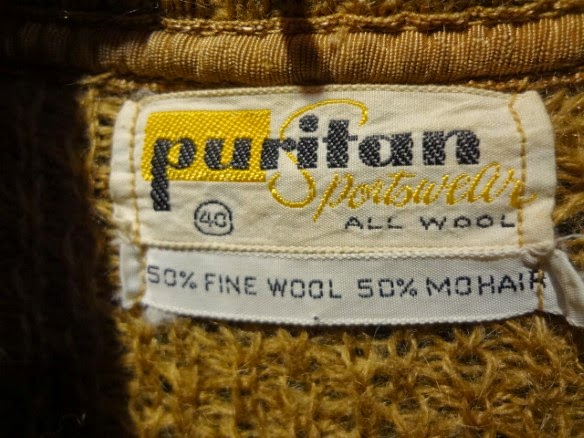 puritan
Sportswear
40
ALL WOOL
50% FINE WOOL 50% MOHAIR